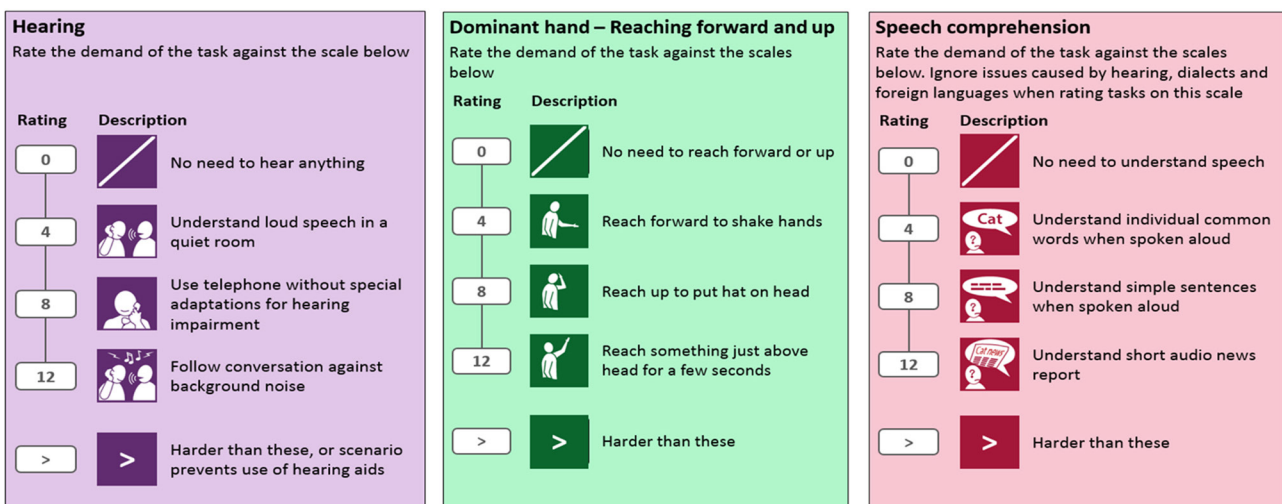 Hearing
Rate the demand of the task against the scale below
Rating Description
0 No need to hear anything
4 Understand loud speech in a
quiet room
8 Use telephone without special
adaptations for hearing
impairment
12 Follow conversation against
background noise
> > Harder than these, or scenario
prevents use of hearing aids
Dominant hand – Reaching forward and up
Rate the demand of the task against the scales
below
Rating Description
0 No need to reach forward or up
4 Reach forward to shake hands
8 Reach up to put hat on head
12 Reach something just above
head for a few seconds
> > Harder than these
Speech comprehension
Rate the demand of the task against the scales
below. Ignore issues caused by hearing, dialects and
foreign languages when rating tasks on this scale
Rating Description
0 No need to understand speech
4 Cat ? Understand individual common
words when spoken aloud
8 ? Understand simple sentences
when spoken aloud
12 Cat news ? Understand short audio news
report
> > Harder than these